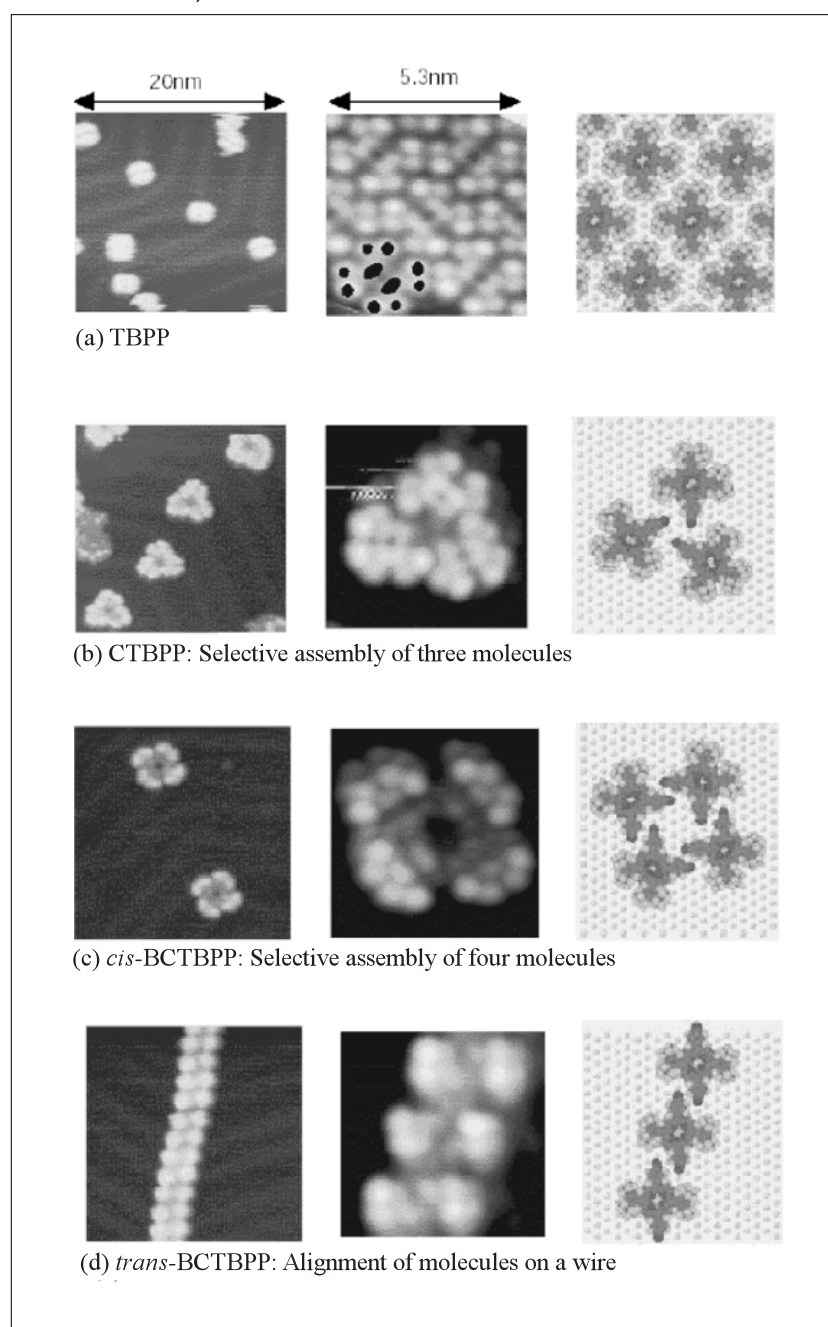 20nm
5.3nm
(a) TBPP
(b) CTBPP: Selective assembly of three molecules
(c) cis-BCTBPP: Selective assembly of four molecules
(d) trans-BCTBPP: Alignment of molecules on a wire